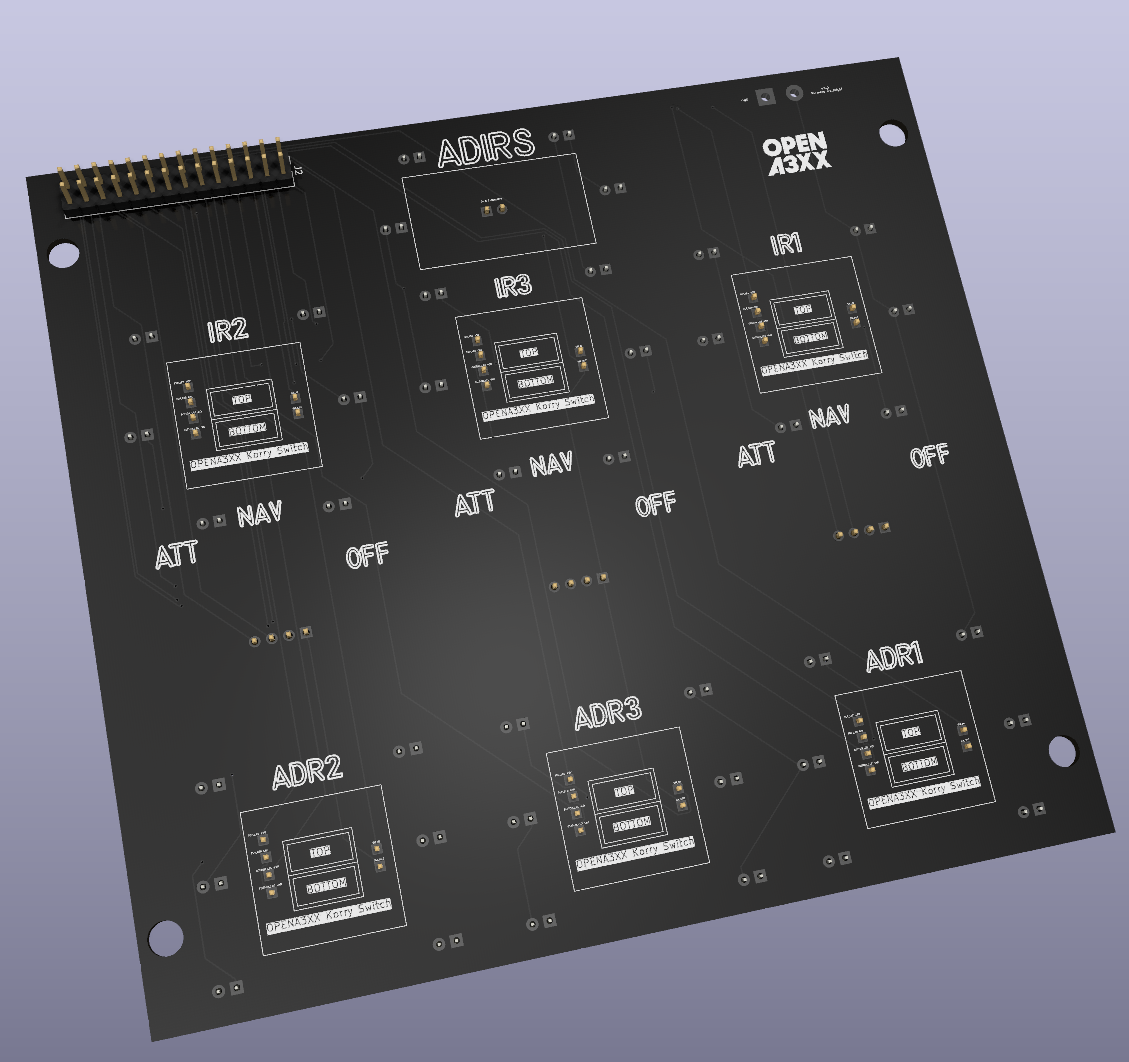 ADIRS
OPEN
A3XX
J2
IR1
TOP
BOTTOM
OPENA3XX Korry Switch
IR3
TOP
BOTTOM
OPENA3XX Korry Switch
IR2
TOP
BOTTOM
OPENA3XX Korry Switch
ATT
NAV
OFF
ATT
NAV
OFF
ATT
NAV
OFF
ADR1
TOP
BOTTOM
OPENA3XX Korry Switch
ADR3
TOP
BOTTOM
OPENA3XX Korry Switch
ADR2
TOP
BOTTOM
OPENA3XX Korry Switch